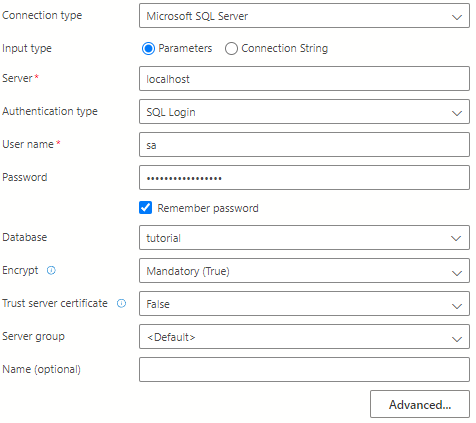 Connection type Microsoft SQL Server
Input type Parameters Connection String
Server* localhost
Authentication type SQL Login
User name* sa
Password •••••••••••••••••
Remember password
Database tutorial
Encrypt Mandatory (True)
Trust server certificate False
Server group <Default>
Name (optional)
Advanced...